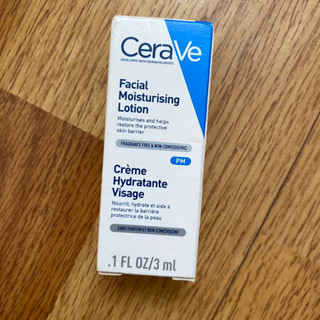 CeraVe
DEVELOPED WITH DERMATOLOGISTS
Facial
Moisturising
Lotion
Moisturises and helps
restore the protective
skin barrier
FRAGRANCE FREE & NON-COMEDOGENIC
PM
Crème
Hydratante
Visage
Nourrit, hydrate et aide à
restaurer la barrière
protectrice de la peau
SANS PARFUM ET NON-COMÉDOGÈNE
.1 FL OZ/3 ml